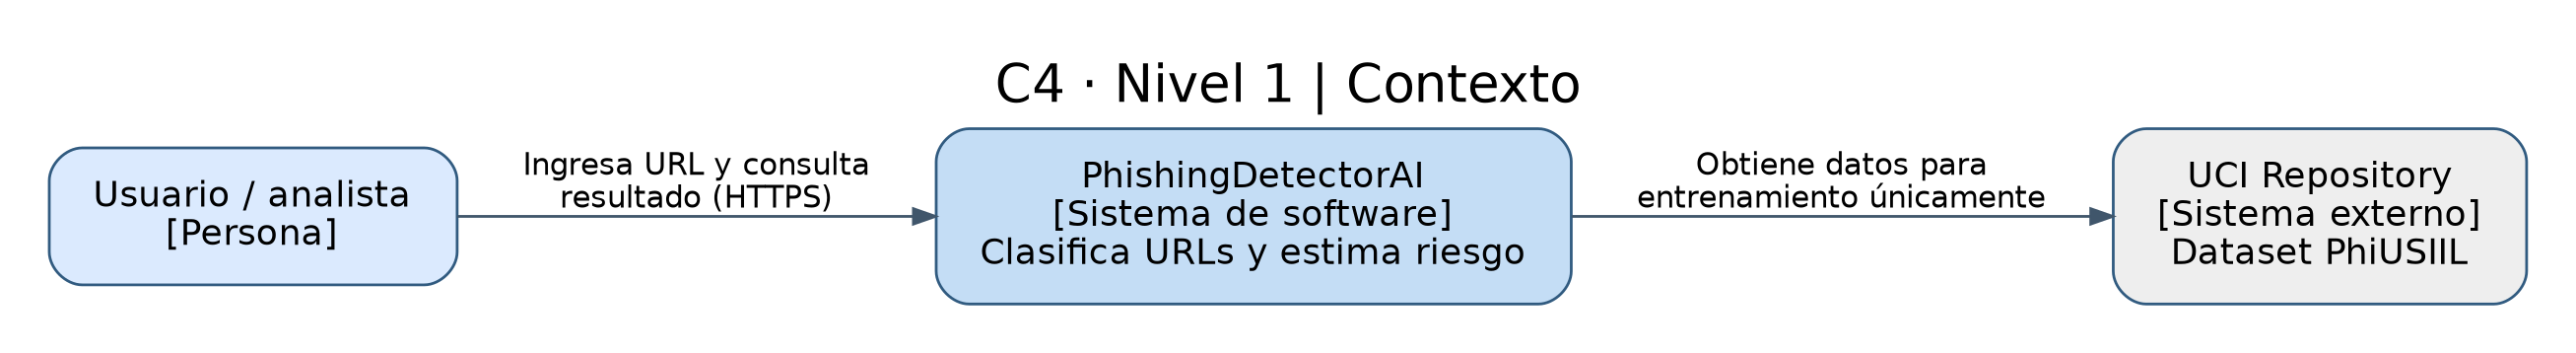 C4 · Nivel 1 | Contexto
Usuario / analista
[Persona]
Ingresa URL y consulta
resultado (HTTPS)
PhishingDetectorAI
[Sistema de software]
Clasifica URLs y estima riesgo
Obtiene datos para
entrenamiento únicamente
UCI Repository
[Sistema externo]
Dataset PhiUSIIL